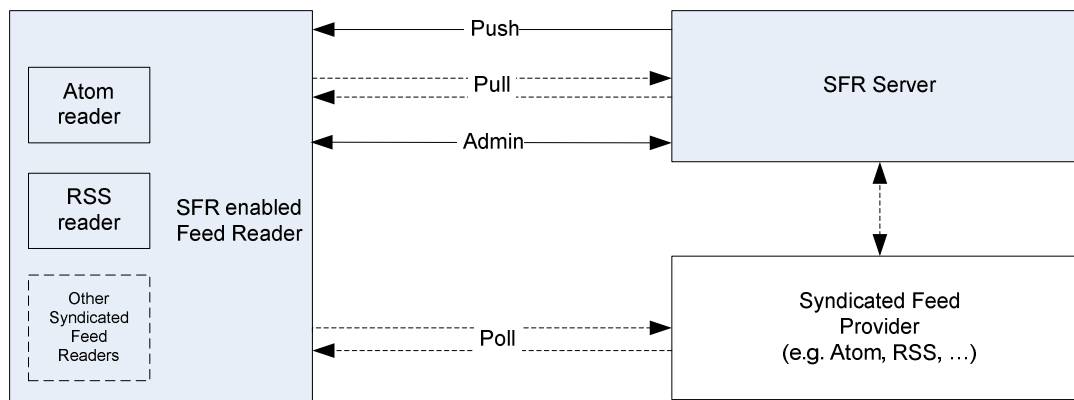 Atom
reader
RSS
reader
Other
Syndicated
Feed
Readers
SFR enabled
Feed Reader
Push
Pull
Admin
Poll
SFR Server
Syndicated Feed
Provider
(e.g. Atom, RSS, ...)